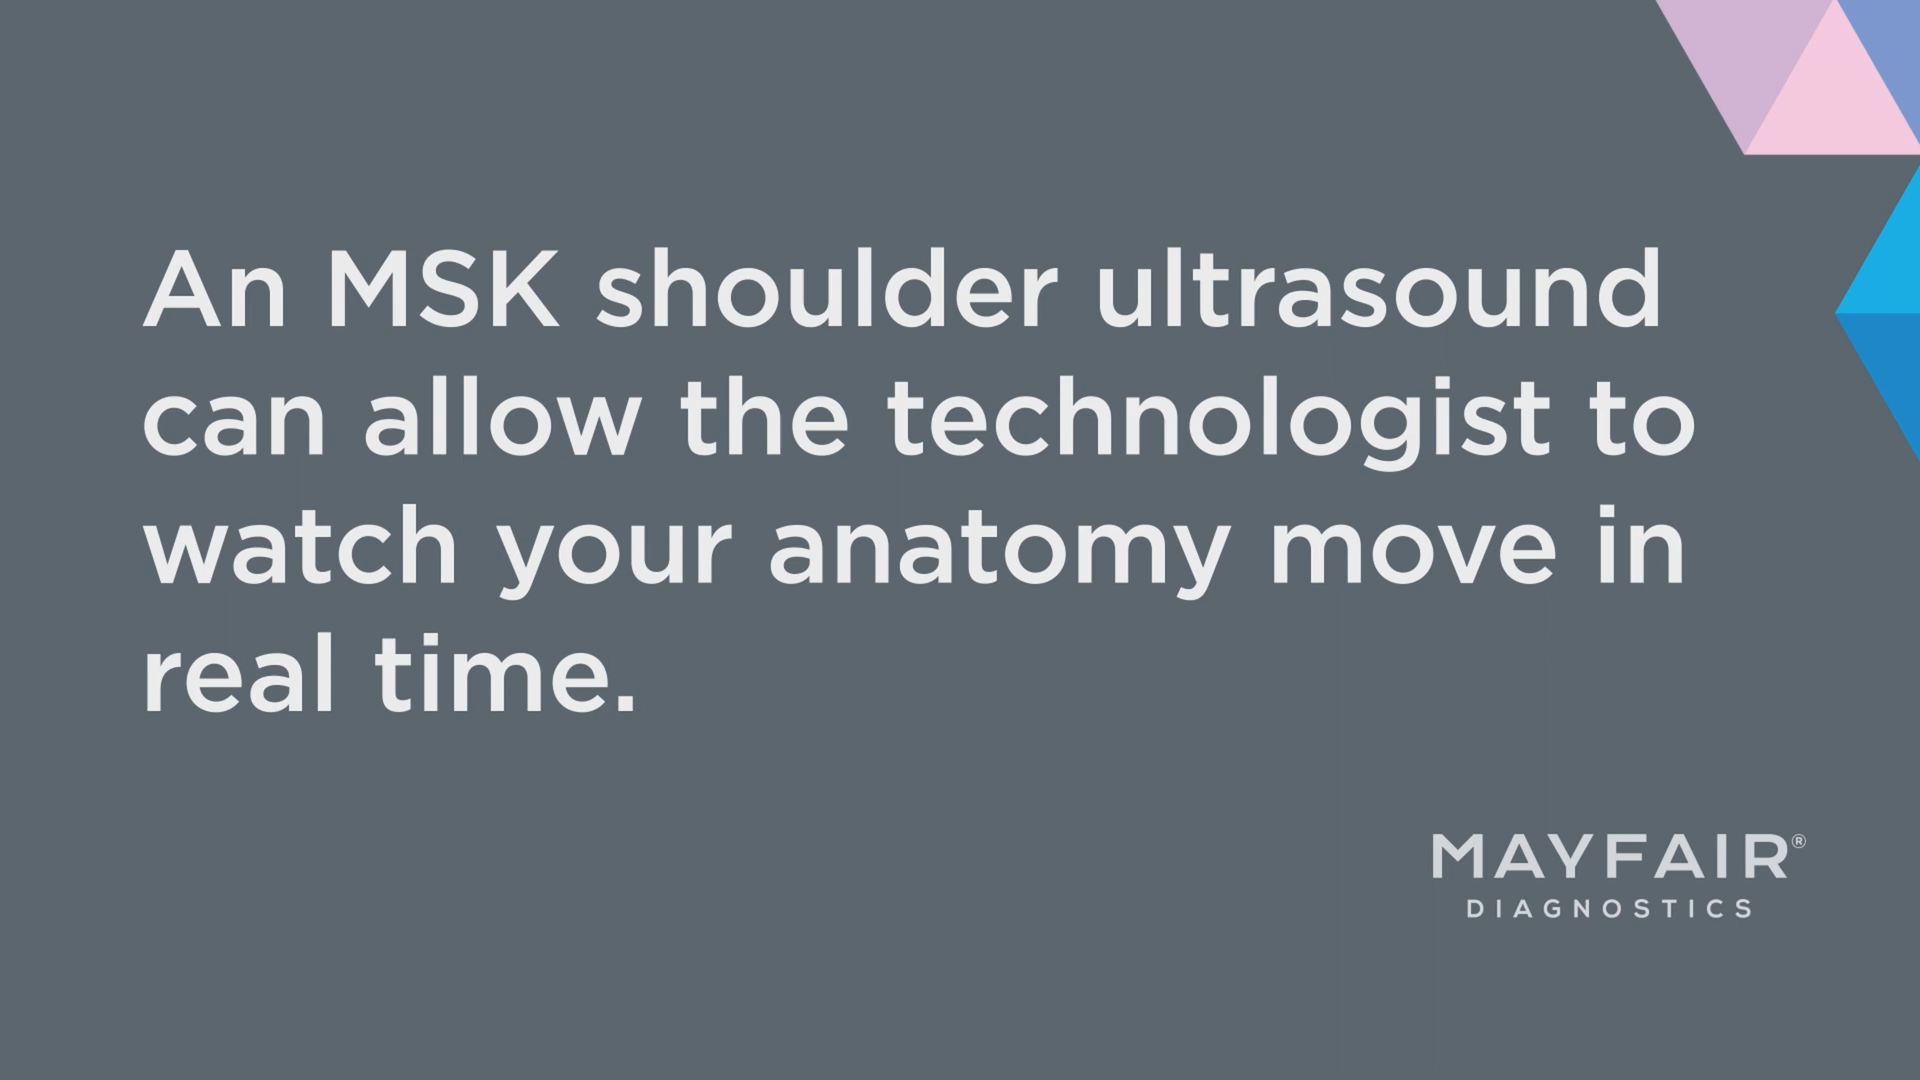 An MSK shoulder ultrasound
can allow the technologist to
watch your anatomy move in
real time.
MAYFAIR®
DIAGNOSTICS